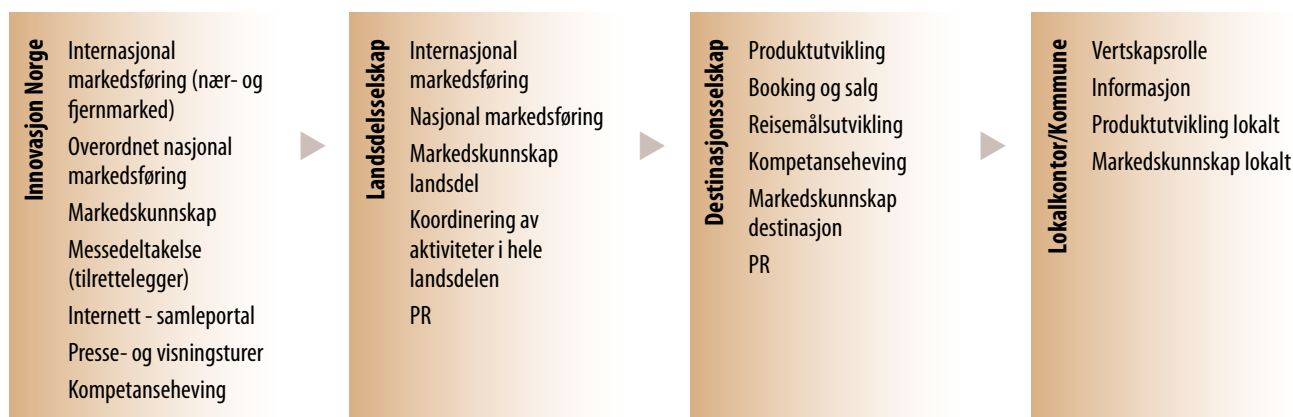 Innovasjon Norge
Internasjonal
markedsføring (nær- og
fjernmarked)
Overordnet nasjonal
markedsføring
Markedskunnskap
Messedeltakelse
(tilrettelegger)
Internett - samleportal
Presse- og visningsturer
Kompetanseheving
Landsdelsselskap
Internasjonal
markedsføring
Nasjonal markedsføring
Markedskunnskap
landsdel
Koordinering av
aktiviteter i hele
landsdelen
PR
Destinasjonsselskap
Produktutvikling
Booking og salg
Reisemålsutvikling
Kompetanseheving
Markedskunnskap
destinasjon
PR
Lokalkontor/Kommune
Vertskapsrolle
Informasjon
Produktutvikling lokalt
Markedskunnskap lokalt